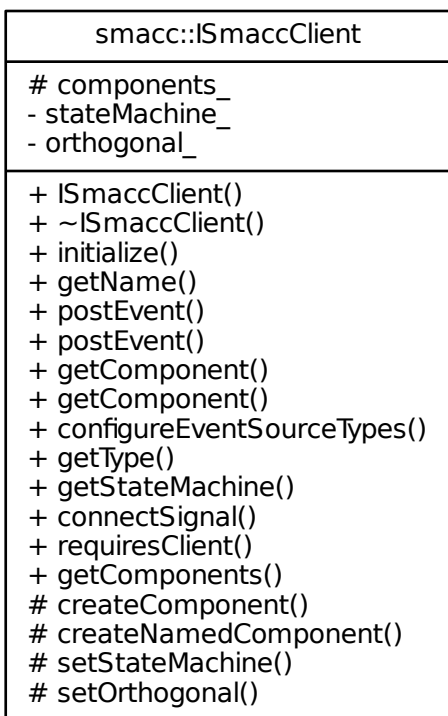 smacc::ISmaccClient
# components_
- stateMachine_
- orthogonal_
+ ISmaccClient()
+ ~ISmaccClient()
+ initialize()
+ getName()
+ postEvent()
+ postEvent()
+ getComponent()
+ getComponent()
+ configureEventSourceTypes()
+ getType()
+ getStateMachine()
+ connectSignal()
+ requiresClient()
+ getComponents()
# createComponent()
# createNamedComponent()
# setStateMachine()
# setOrthogonal()